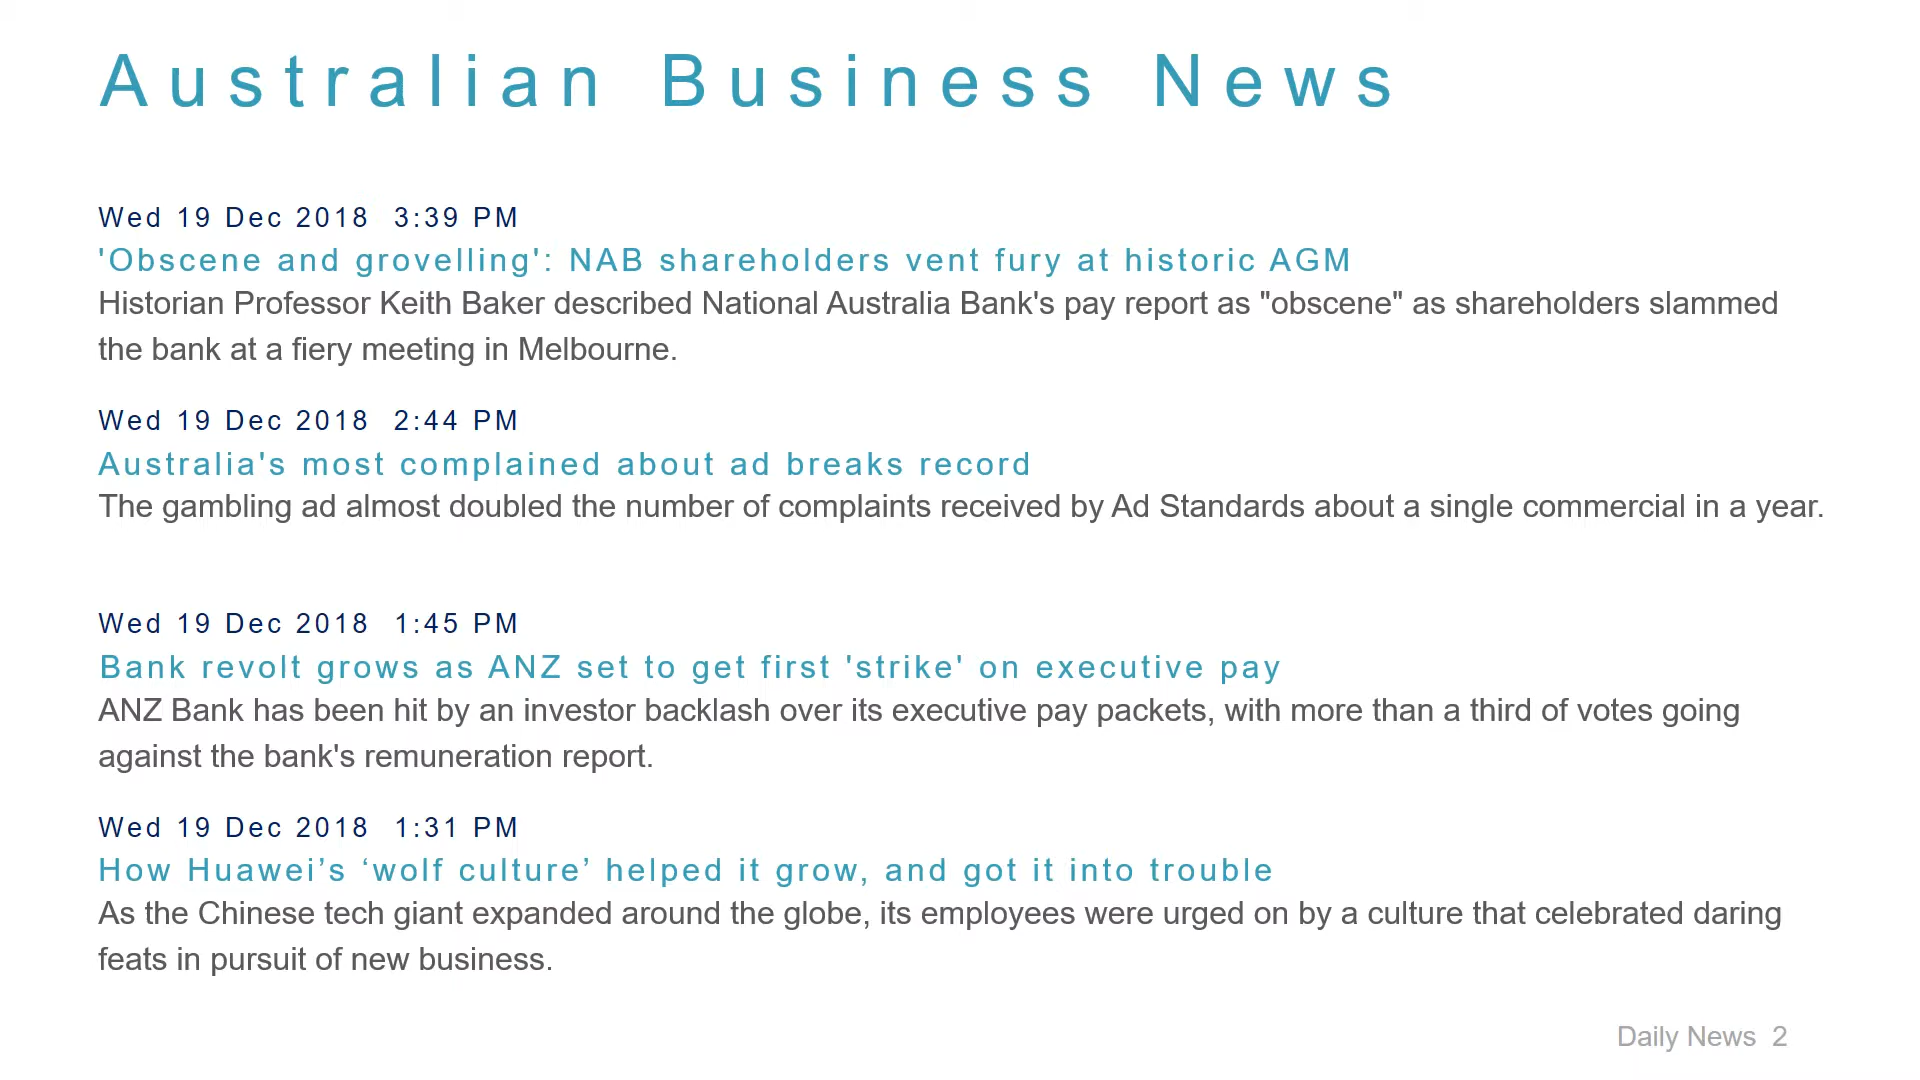 Australian Business News
Wed 19 Dec 2018  3:39 PM
'Obscene and grovelling': NAB shareholders vent fury at historic AGM
Historian Professor Keith Baker described National Australia Bank's pay report as "obscene" as shareholders slammed
the bank at a fiery meeting in Melbourne.
Wed 19 Dec 2018  2:44 PM
Australia's most complained about ad breaks record
The gambling ad almost doubled the number of complaints received by Ad Standards about a single commercial in a year.
Wed 19 Dec 2018  1:45 PM
Bank revolt grows as ANZ set to get first 'strike' on executive pay
ANZ Bank has been hit by an investor backlash over its executive pay packets, with more than a third of votes going
against the bank's remuneration report.
Wed 19 Dec 2018  1:31 PM
How Huawei’s ‘wolf culture’ helped it grow, and got it into trouble
As the Chinese tech giant expanded around the globe, its employees were urged on by a culture that celebrated daring
feats in pursuit of new business.
Daily News  2